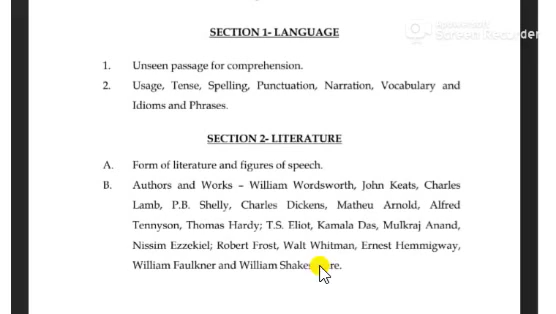 SECTION 1- LANGUAGE
Apowersoft
Screen Recorder
1. Unseen passage for comprehension.
2. Usage, Tense, Spelling, Punctuation, Narration, Vocabulary and
Idioms and Phrases.
SECTION 2- LITERATURE
A. Form of literature and figures of speech.
B. Authors and Works – William Wordsworth, John Keats, Charles
Lamb, P.B. Shelly, Charles Dickens, Matheu Arnold, Alfred
Tennyson, Thomas Hardy; T.S. Eliot, Kamala Das, Mulkraj Anand,
Nissim Ezzekiel; Robert Frost, Walt Whitman, Ernest Hemmigway,
William Faulkner and William Shakespeare.